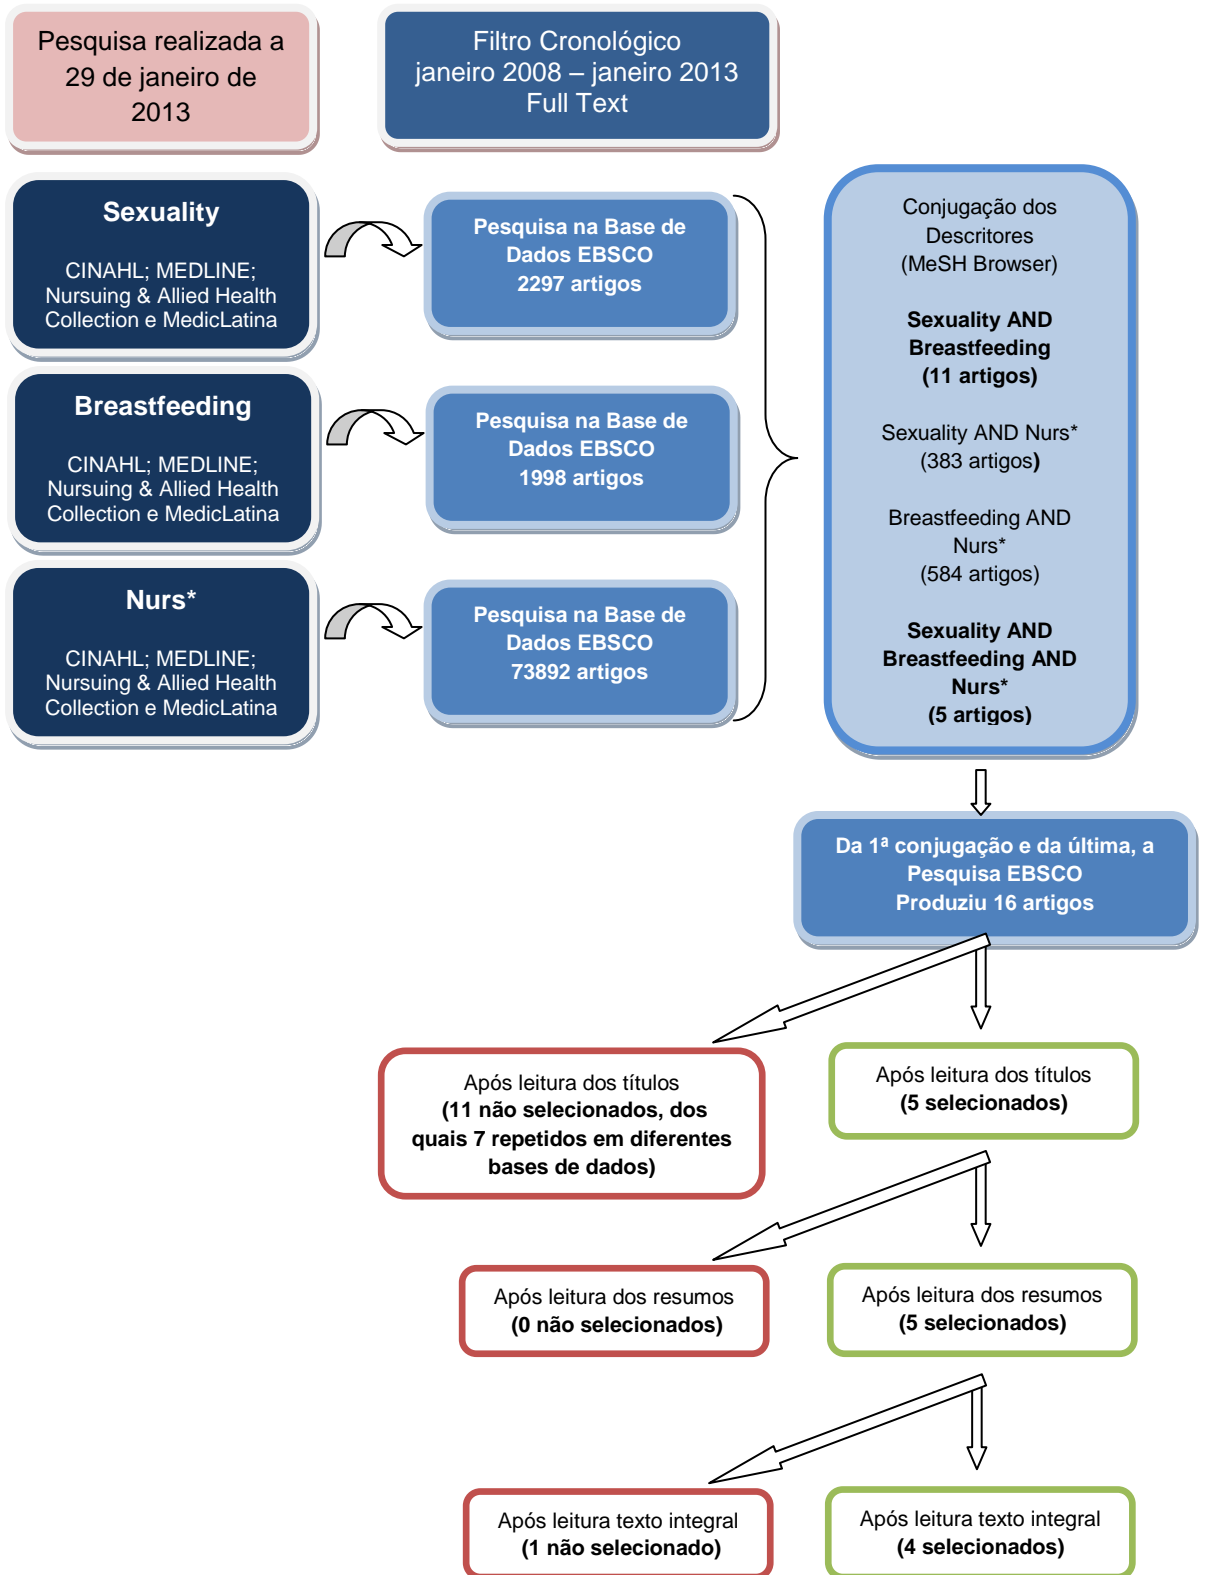 Pesquisa realizada a
29 de janeiro de
2013
Filtro Cronológico
janeiro 2008 – janeiro 2013
Full Text
Sexuality
CINAHL; MEDLINE;
Nursuing & Allied Health
Collection e MedicLatina
Pesquisa na Base de
Dados EBSCO
2297 artigos
Breastfeeding
CINAHL; MEDLINE;
Nursuing & Allied Health
Collection e MedicLatina
Pesquisa na Base de
Dados EBSCO
1998 artigos
Nurs*
CINAHL; MEDLINE;
Nursuing & Allied Health
Collection e MedicLatina
Pesquisa na Base de
Dados EBSCO
73892 artigos
Conjugação dos
Descritores
(MeSH Browser)
Sexuality AND
Breastfeeding
(11 artigos)
Sexuality AND Nurs*
(383 artigos)
Breastfeeding AND
Nurs*
(584 artigos)
Sexuality AND
Breastfeeding AND
Nurs*
(5 artigos)
Da 1ª conjugação e da última, a
Pesquisa EBSCO
Produziu 16 artigos
Após leitura dos títulos
(11 não selecionados, dos
quais 7 repetidos em diferentes
bases de dados)
Após leitura dos títulos
(5 selecionados)
Após leitura dos resumos
(0 não selecionados)
Após leitura dos resumos
(5 selecionados)
Após leitura texto integral
(1 não selecionado)
Após leitura texto integral
(4 selecionados)